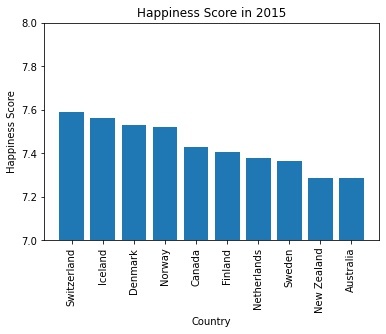 Happiness Score in 2015
Happiness Score
8.0
7.8
7.6
7.4
7.2
7.0
Switzerland
Iceland
Denmark
Norway
Canada
Finland
Netherlands
Sweden
New Zealand
Australia
Country